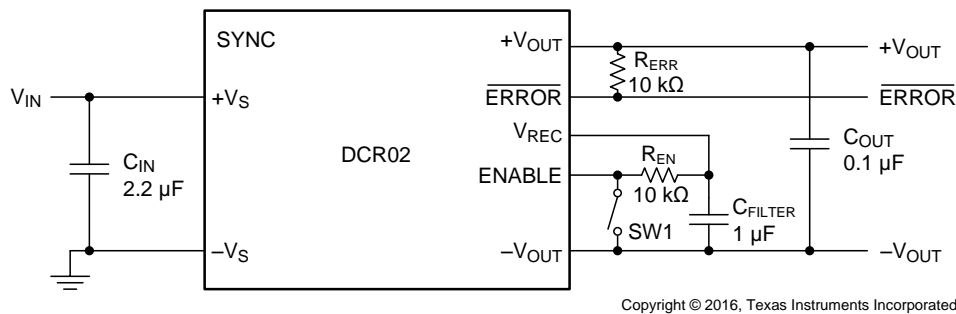 SYNC
+VOUT
+VOUT
RERR
10 kΩ
VIN
+VS
ERROR
ERROR
VREC
CIN
2.2 µF
DCR02
COUT
0.1 µF
REN
ENABLE
10 kΩ
CFILTER
1 µF
SW1
–VS
–VOUT
–VOUT
Copyright © 2016, Texas Instruments Incorporated